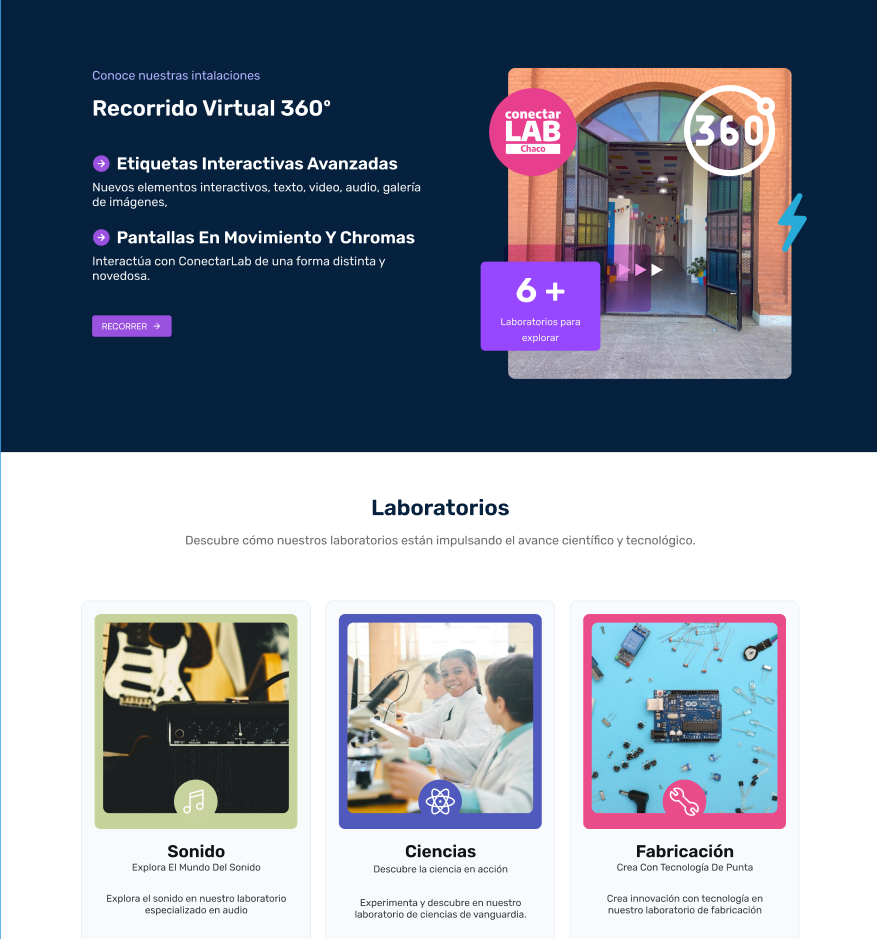 Conoce nuestras intalaciones
Recorrido Virtual 360º
Etiquetas Interactivas Avanzadas
Nuevos elementos interactivos, texto, video, audio, galería
de imágenes,
Pantallas En Movimiento Y Chromas
Interactúa con ConectarLab de una forma distinta y
novedosa.
RECORRER
conectar
LAB
Chaco
360
6 +
Laboratorios para
explorar
Laboratorios
Descubre cómo nuestros laboratorios están impulsando el avance científico y tecnológico.
Sonido
Explora El Mundo Del Sonido
Explora el sonido en nuestro laboratorio
especializado en audio
Ciencias
Descubre la ciencia en acción
Experimenta y descubre en nuestro
laboratorio de ciencias de vanguardia.
Fabricación
Crea Con Tecnología De Punta
Crea innovación con tecnología en
nuestro laboratorio de fabricación